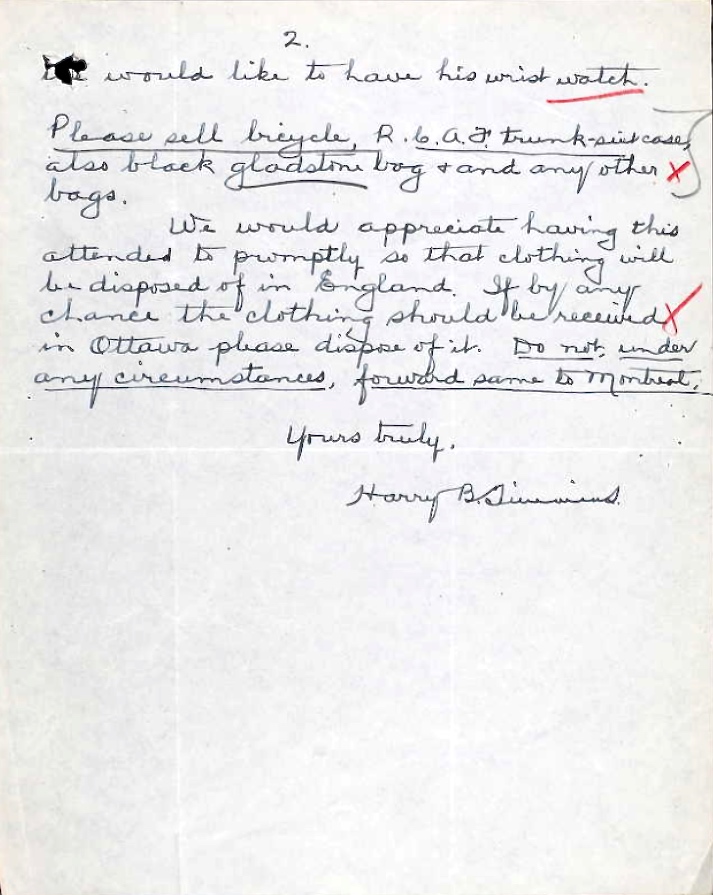 2.
would like to have his wrist watch.
Please sell bicycle, R.C.A.F. trunk-suitcase,
also black gladstone bag + and any other
bags.
We would appreciate having this
attended to promptly so that clothing will
be disposed of in England. If by any
chance the clothing should be received
in Ottawa please dispose of it. Do not, under
any circumstances, forward same to Montreal.
Yours truly,
Harry B.